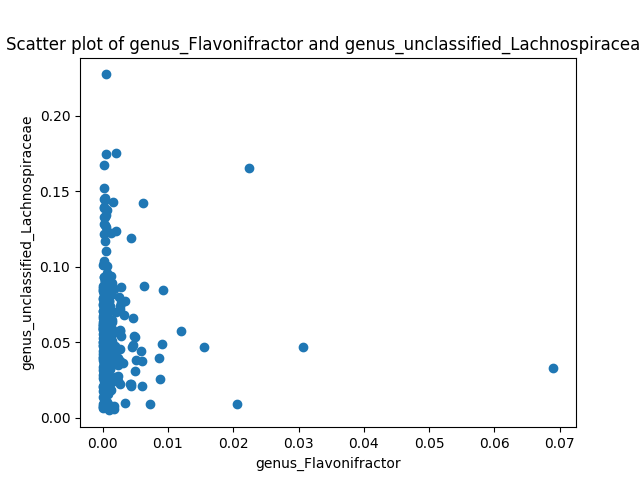 Scatter plot of genus_Flavonifractor and genus_unclassified_Lachnospiracea
0.20
0.15
0.10
0.05
0.00
genus_unclassified_Lachnospiraceae
0.00 0.01 0.02 0.03 0.04 0.05 0.06 0.07
genus_Flavonifractor